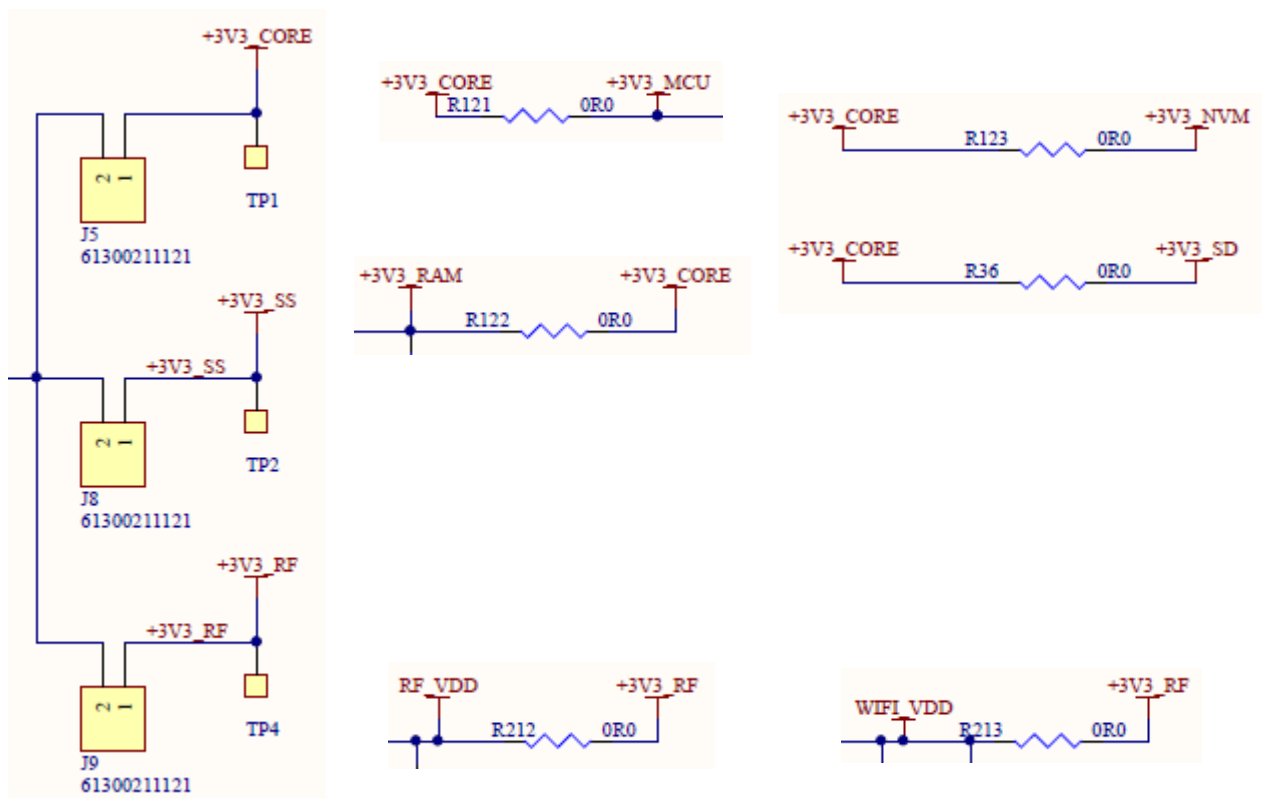 +3V3_CORE
2 1
TP1
J5
61300211121
+3V3_SS
+3V3_SS
2 1
TP2
J8
61300211121
+3V3_RF
+3V3_RF
2 1
TP4
J9
61300211121
+3V3_CORE +3V3_MCU
R121 0R0
+3V3_RAM +3V3_CORE
R122 0R0
+3V3_CORE +3V3_NVM
R123 0R0
+3V3_CORE +3V3_SD
R36 0R0
RF_VDD +3V3_RF
R212 0R0
+3V3_RF
WIFI_VDD
R213 0R0